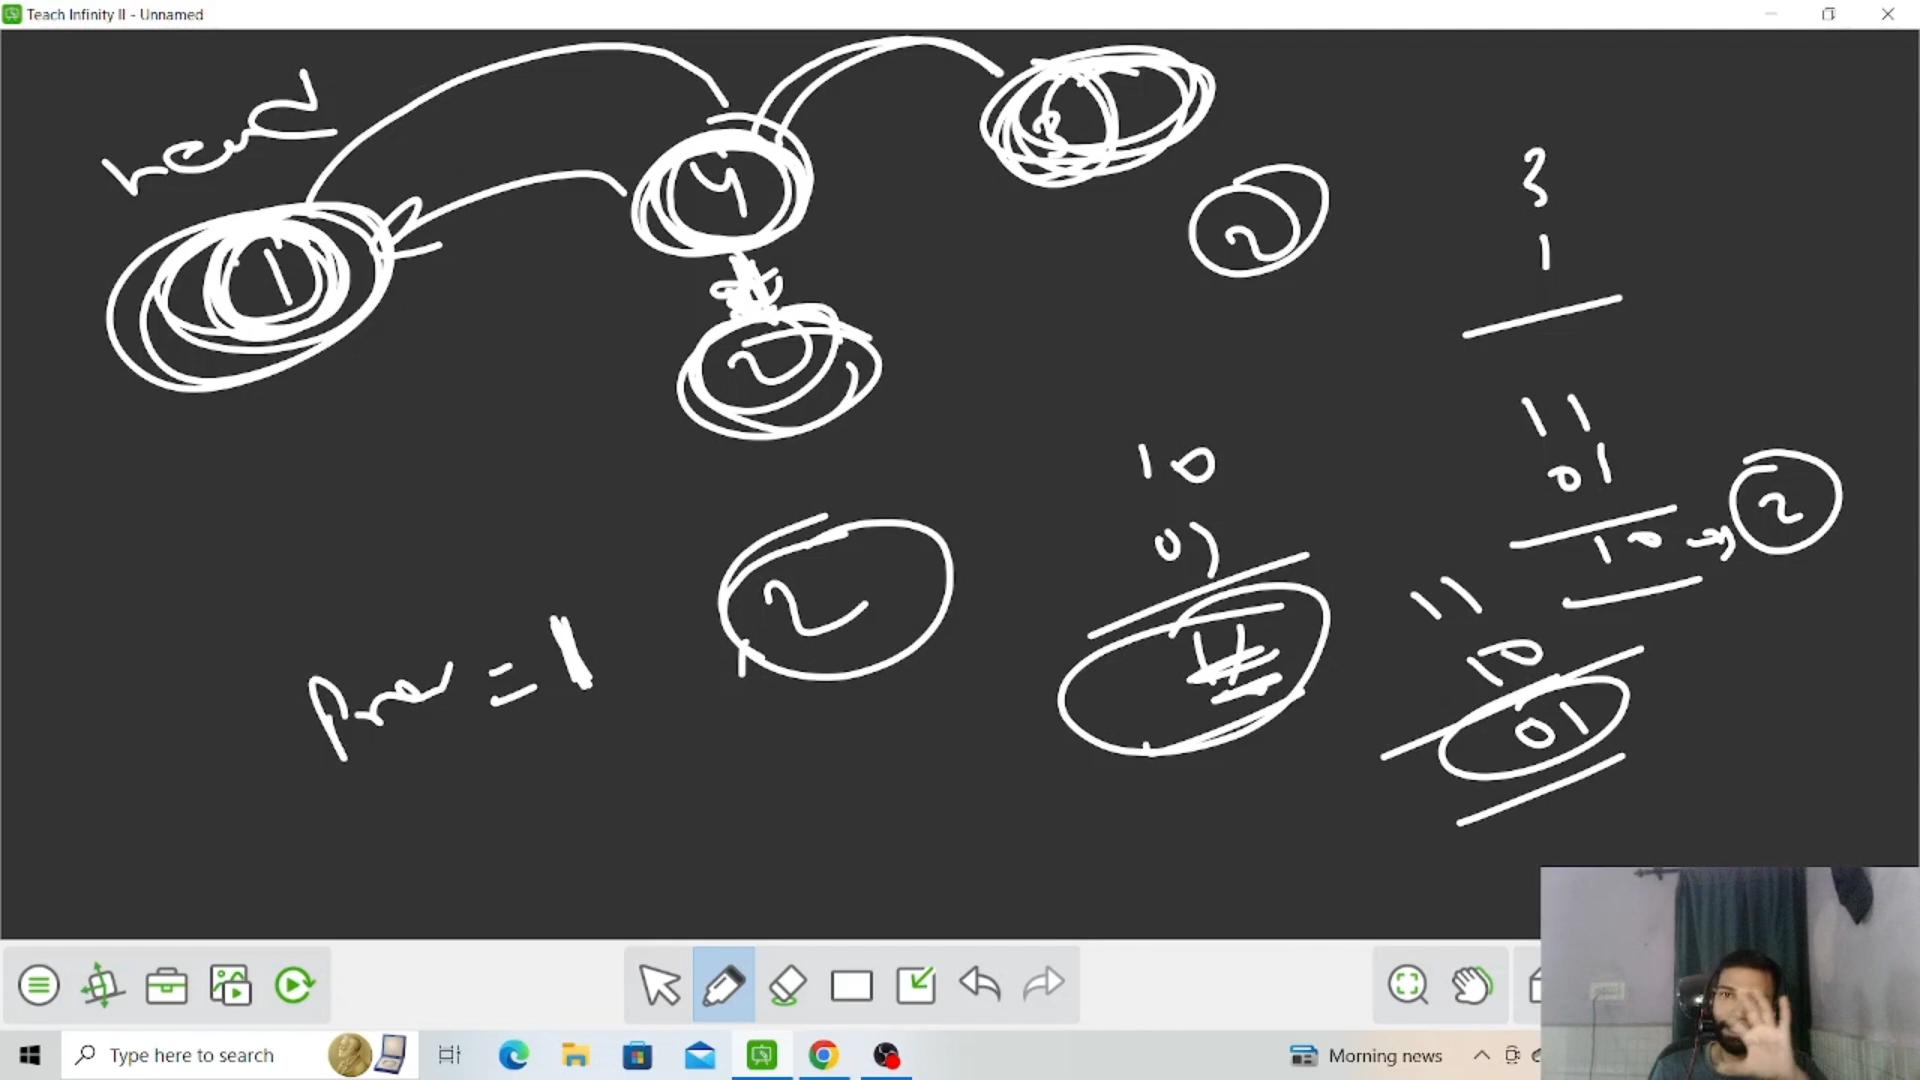 Teach Infinity II - Unnamed
head
1
4
3
2
2
3
1
11
01
10 → 2
10
01
11
11
10
01
2
Prev = 1
Type here to search
Morning news